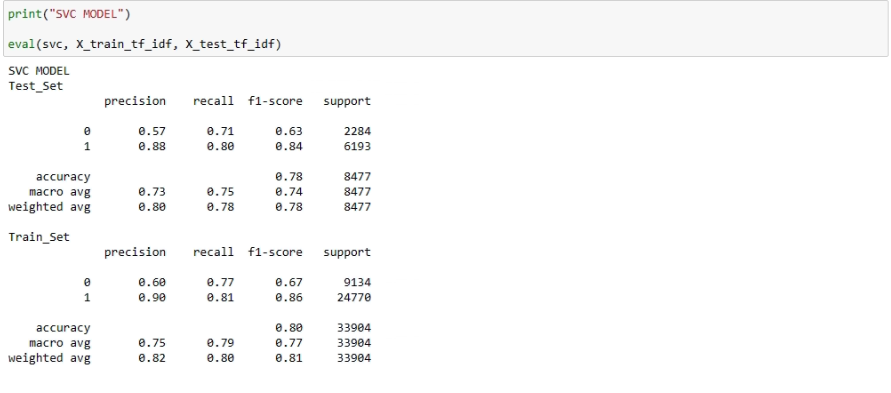 print("SVC MODEL")
eval(svc, X_train_tf_idf, X_test_tf_idf)
SVC MODEL
Test_Set
precision recall f1-score support
0 0.57 0.71 0.63 2284
1 0.88 0.80 0.84 6193
accuracy 0.78 8477
macro avg 0.73 0.75 0.74 8477
weighted avg 0.80 0.78 0.78 8477
Train_Set
precision recall f1-score support
0 0.60 0.77 0.67 9134
1 0.90 0.81 0.86 24770
accuracy 0.80 33904
macro avg 0.75 0.79 0.77 33904
weighted avg 0.82 0.80 0.81 33904